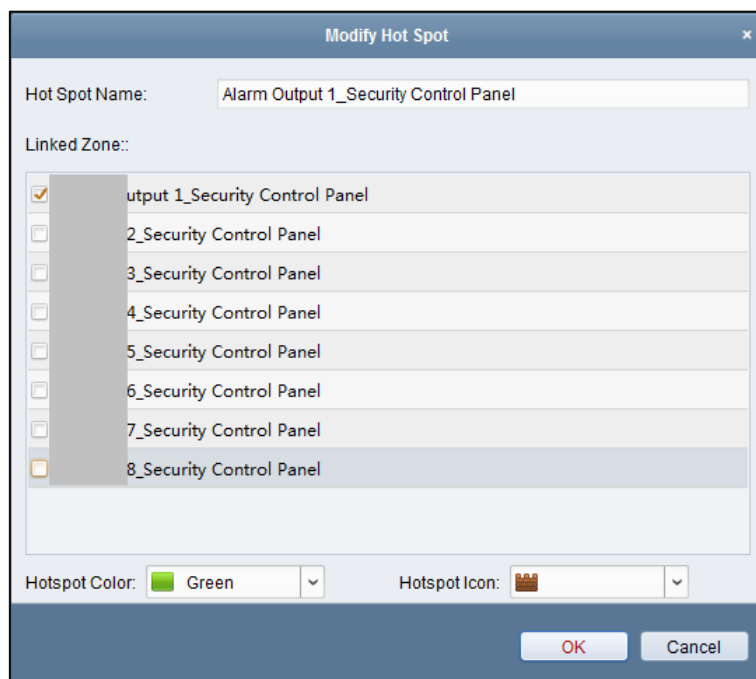 Modify Hot Spot ×
Hot Spot Name: Alarm Output 1_Security Control Panel
Linked Zone::
utput 1_Security Control Panel
2_Security Control Panel
3_Security Control Panel
4_Security Control Panel
5_Security Control Panel
6_Security Control Panel
7_Security Control Panel
8_Security Control Panel
Hotspot Color: Green Hotspot Icon:
OK Cancel